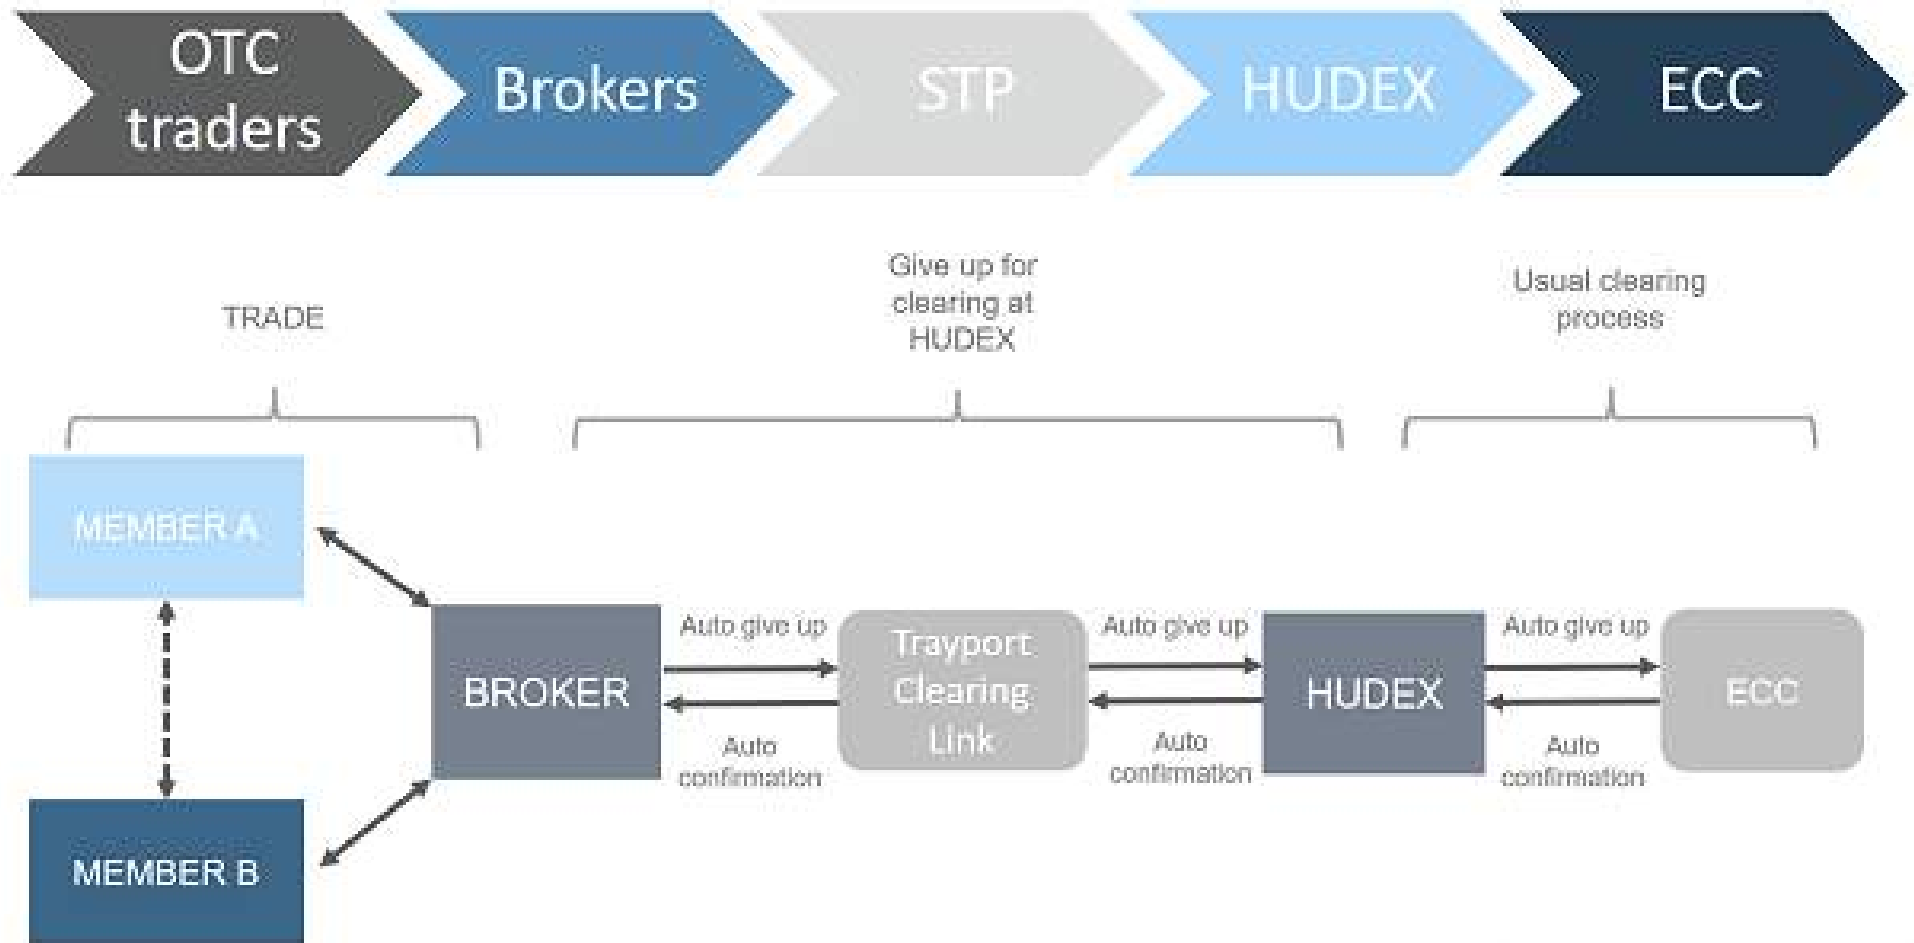 OTC
traders
Brokers
STP
HUDEX
ECC
TRADE
Give up for
clearing at
HUDEX
Usual clearing
process
MEMBER A
MEMBER B
BROKER
Auto give up
Auto
confirmation
Trayport
Clearing
Link
Auto give up
Auto
confirmation
HUDEX
Auto give up
Auto
confirmation
ECC